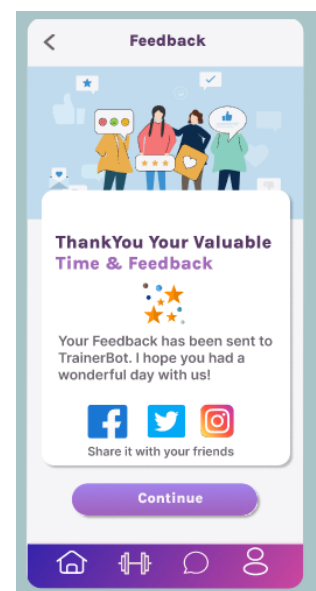 Feedback
ThankYou Your Valuable
Time & Feedback
Your Feedback has been sent to
TrainerBot. I hope you had a
wonderful day with us!
Share it with your friends
Continue